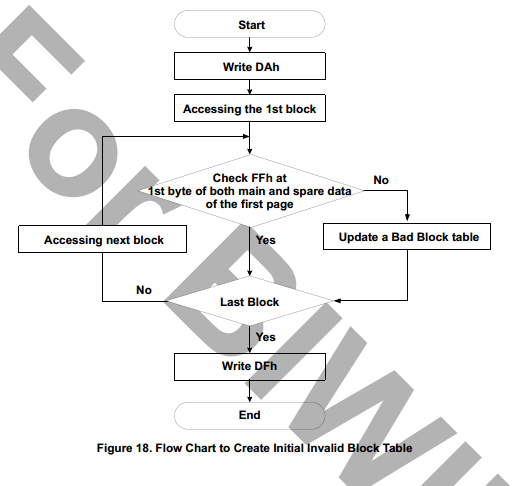 Start
Write DAh
Accessing the 1st block
Check FFh at
1st byte of both main and spare data
of the first page
No
Yes
Accessing next block
Update a Bad Block table
No
Last Block
Yes
Write DFh
End
Figure 18. Flow Chart to Create Initial Invalid Block Table
For BIWI